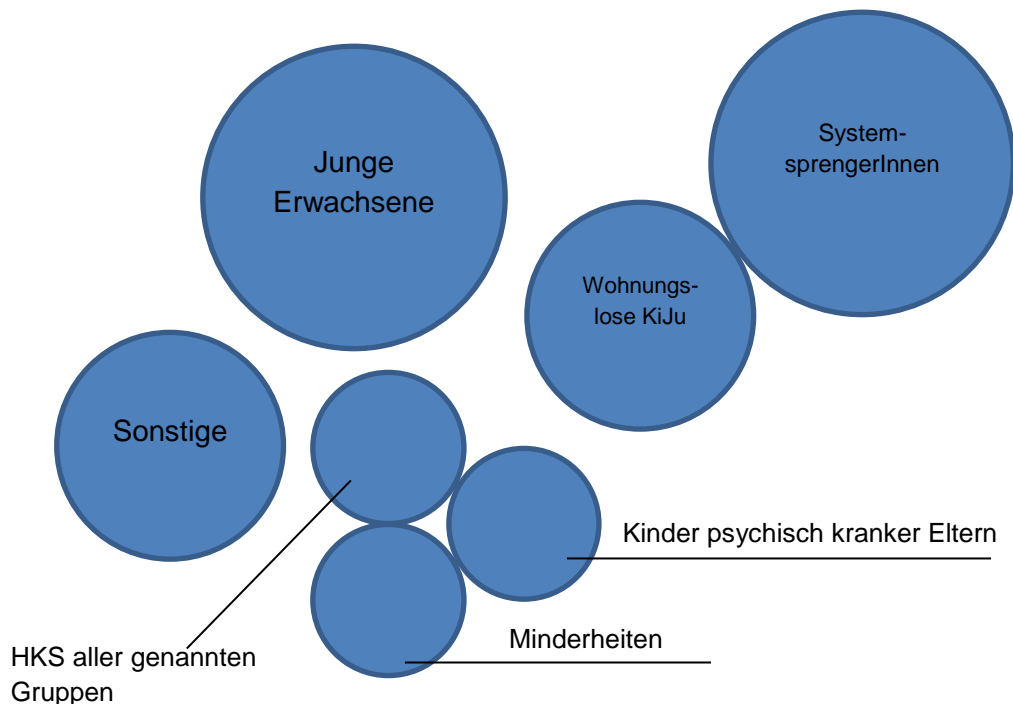 System-
sprengerInnen
Junge
Erwachsene
Wohnungs-
lose KiJu
Sonstige
Kinder psychisch kranker Eltern
Minderheiten
HKS aller genannten
Gruppen